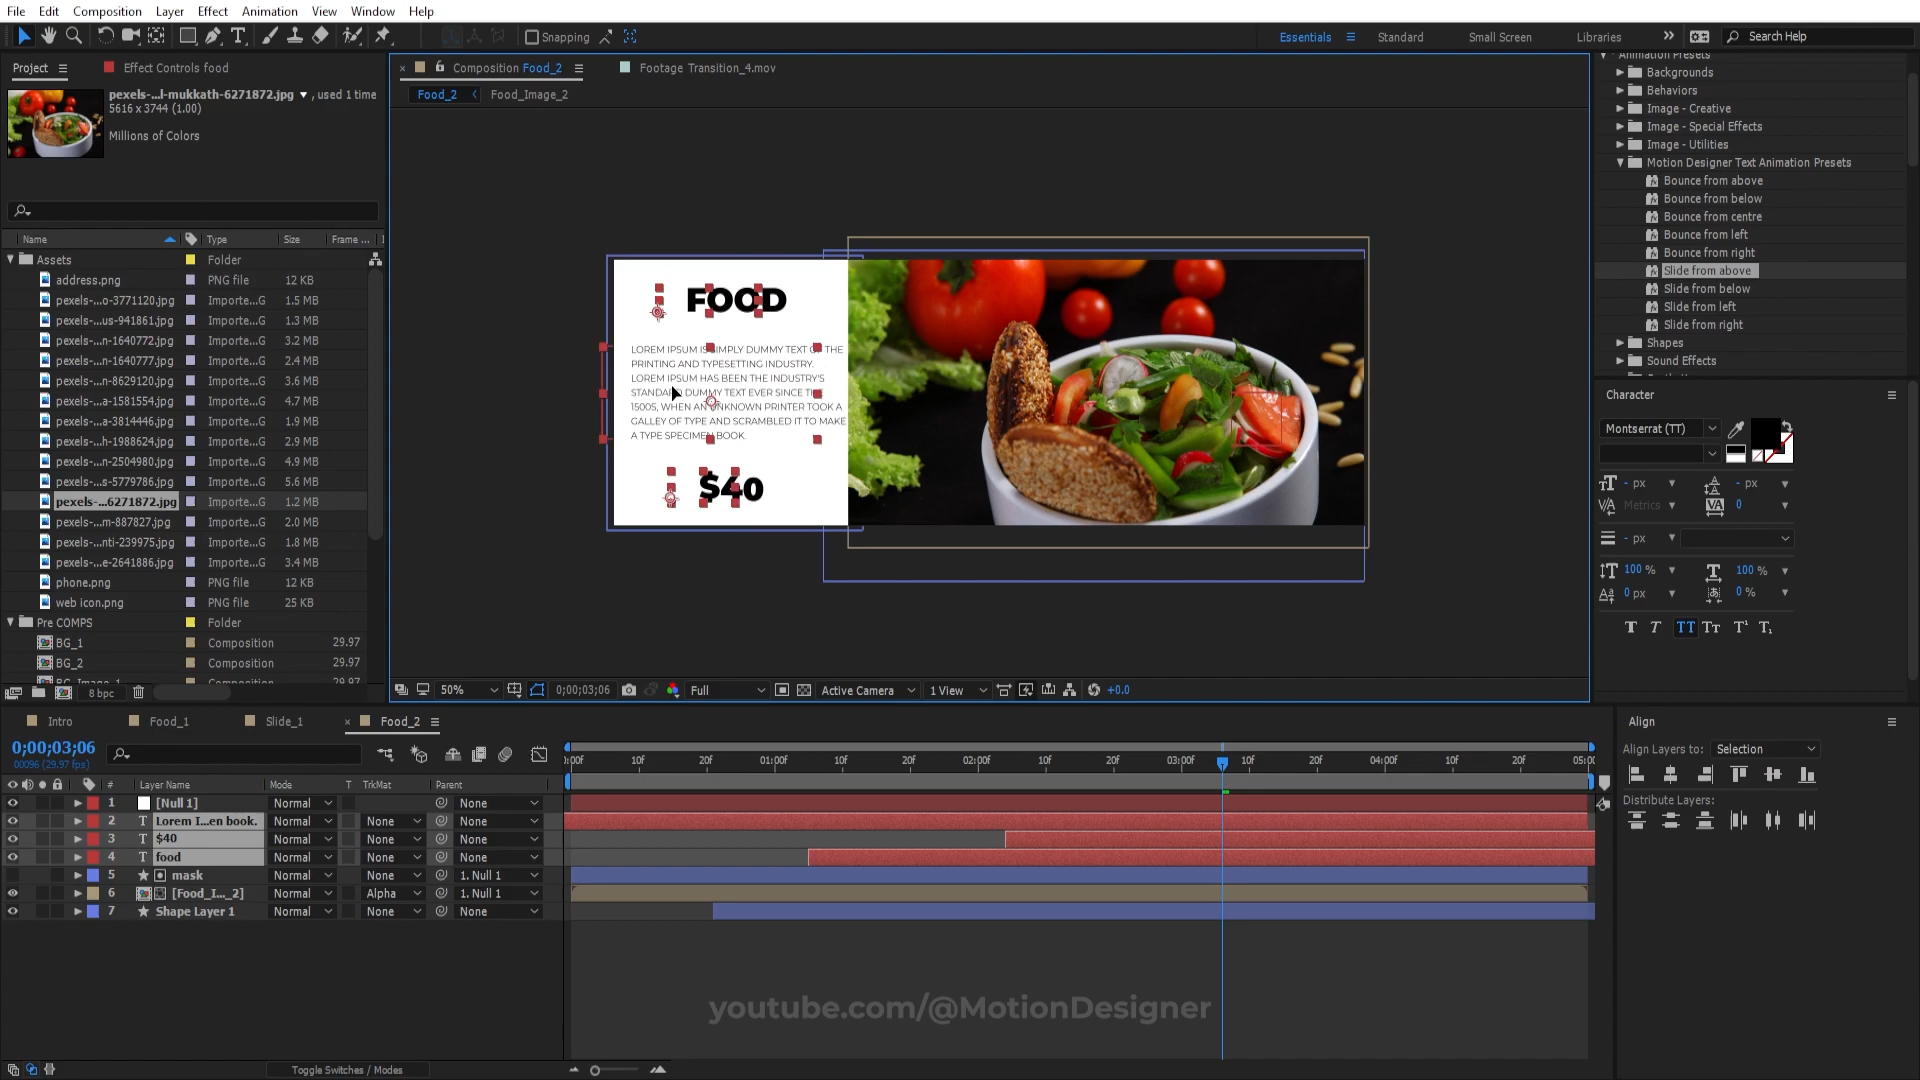 File Edit Composition Layer Effect Animation View Window Help
Snapping
Essentials Standard Small Screen Libraries Search Help
Project Effect Controls food
pexels-...l-mukkath-6271872.jpg , used 1 time
5616 x 3744 (1.00)
Millions of Colors
Name Type Size Frame ...
Assets Folder
address.png PNG file 12 KB
pexels-...o-3771120.jpg Importe...G 1.5 MB
pexels-...us-941861.jpg Importe...G 1.3 MB
pexels-...n-1640772.jpg Importe...G 3.2 MB
pexels-...n-1640777.jpg Importe...G 2.4 MB
pexels-...n-8629120.jpg Importe...G 3.6 MB
pexels-...a-1581554.jpg Importe...G 4.7 MB
pexels-...a-3814446.jpg Importe...G 1.9 MB
pexels-...h-1988624.jpg Importe...G 2.9 MB
pexels-...n-2504980.jpg Importe...G 4.9 MB
pexels-...s-5779786.jpg Importe...G 5.6 MB
pexels-...6271872.jpg Importe...G 1.2 MB
pexels-...m-887827.jpg Importe...G 2.0 MB
pexels-...nti-239975.jpg Importe...G 1.8 MB
pexels-...e-2641886.jpg Importe...G 3.4 MB
phone.png PNG file 12 KB
web icon.png PNG file 25 KB
Pre COMPS Folder
BG_1 Composition 29.97
BG_2 Composition 29.97
BG_Image_1 Composition 29.97
8 bpc
Composition Food_2 Footage Transition_4.mov
Food_2 Food_Image_2
FOOD
LOREM IPSUM IS SIMPLY DUMMY TEXT OF THE
PRINTING AND TYPESETTING INDUSTRY.
LOREM IPSUM HAS BEEN THE INDUSTRY'S
STANDARD DUMMY TEXT EVER SINCE THE
1500S, WHEN AN UNKNOWN PRINTER TOOK A
GALLEY OF TYPE AND SCRAMBLED IT TO MAKE
A TYPE SPECIMEN BOOK.
$40
50% 0;00;03;06 Full Active Camera 1 View +0.0
Animation Presets
Backgrounds
Behaviors
Image - Creative
Image - Special Effects
Image - Utilities
Motion Designer Text Animation Presets
Bounce from above
Bounce from below
Bounce from centre
Bounce from left
Bounce from right
Slide from above
Slide from below
Slide from left
Slide from right
Shapes
Sound Effects
Character
Montserrat (TT)
- px - px
Metrics 0
- px
100 % 100 %
0 px 0 %
T T TT Tr T¹ T₁
Intro Food_1 Slide_1 Food_2
0;00;03;06
00096 (29.97 fps)
:00f 10f 20f 01:00f 10f 20f 02:00f 10f 20f 03:00f 10f 20f 04:00f 10f 20f 05:00
# Layer Name Mode T TrkMat Parent
1 [Null 1] Normal None
2 Lorem I...en book. Normal None None
3 $40 Normal None None
4 food Normal None None
5 mask Normal None 1. Null 1
6 [Food_I..._2] Normal Alpha 1. Null 1
7 Shape Layer 1 Normal None None
Toggle Switches / Modes
youtube.com/@MotionDesigner
Align
Align Layers to: Selection
Distribute Layers: